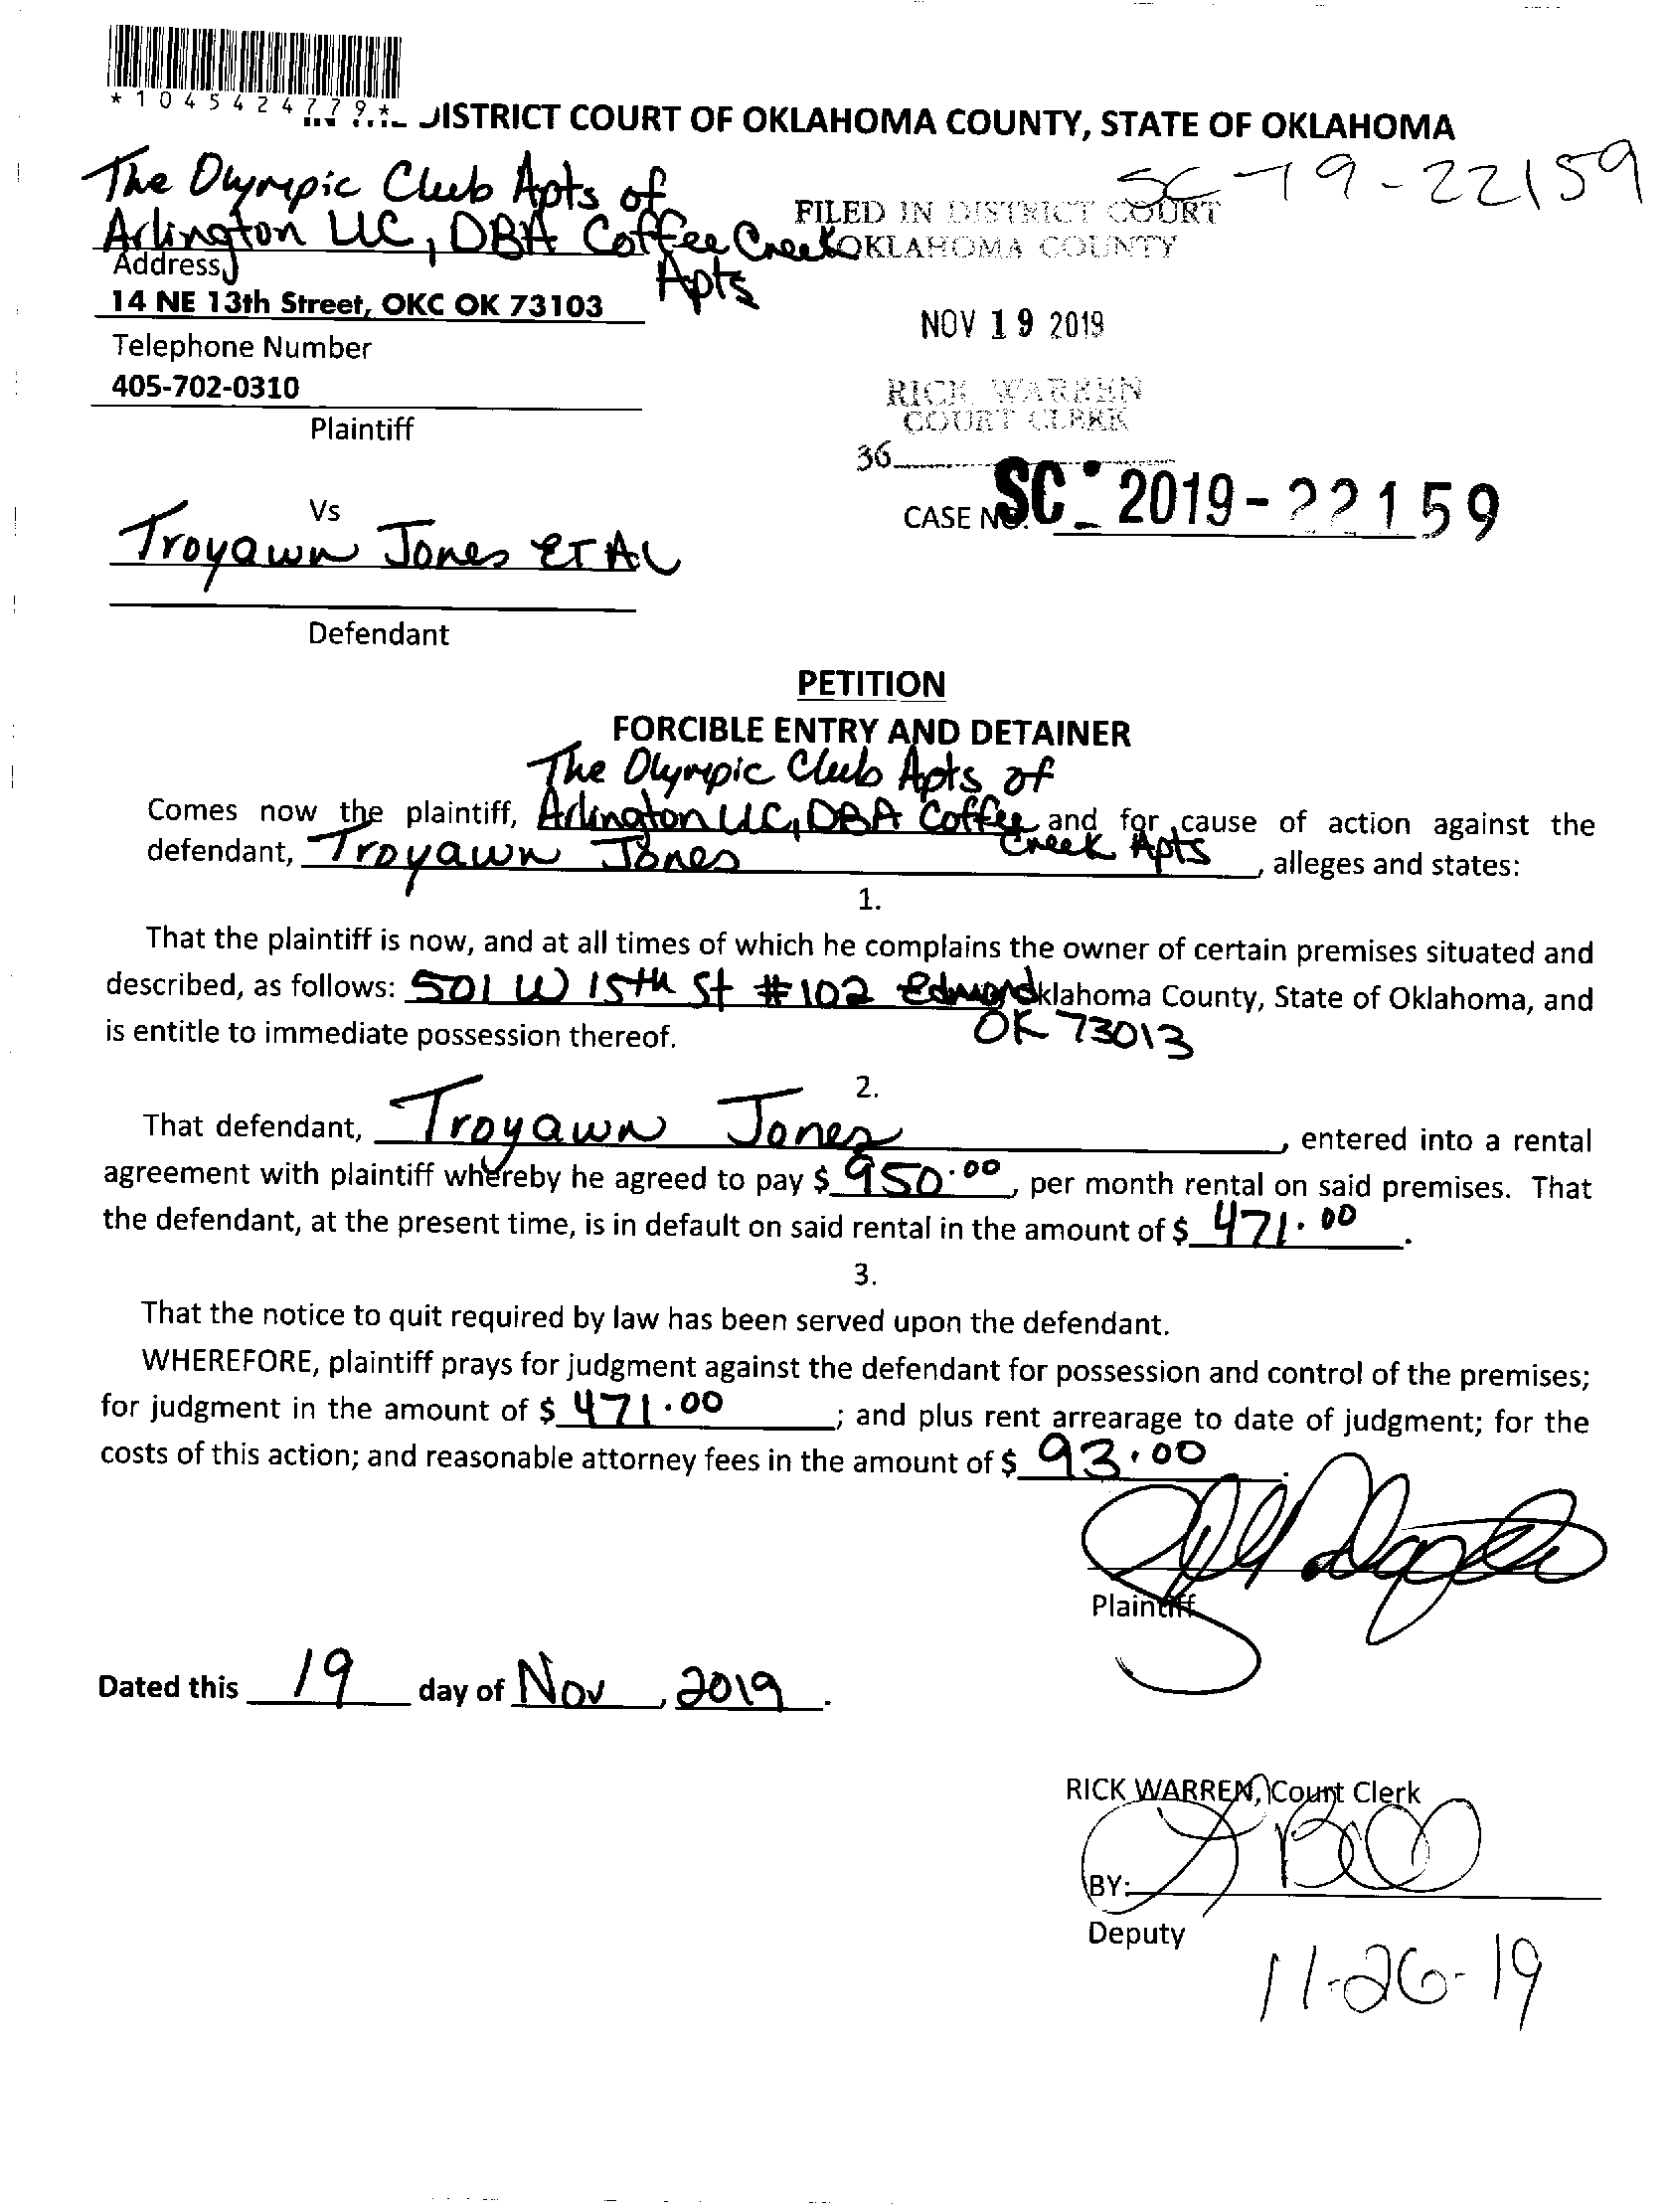 *1045424779*
DISTRICT COURT OF OKLAHOMA COUNTY, STATE OF OKLAHOMA
SC-19-22159
The Olympic Club Apts of
Arlington LLC, DBA Coffee Creek
Apts
Address
14 NE 13th Street, OKC OK 73103
Telephone Number
405-702-0310
Plaintiff
FILED IN DISTRICT COURT
OKLAHOMA COUNTY
NOV 19 2019
RICK WARREN
COURT CLERK
36
CASE NO. SC-2019-22159
Vs
Troyawn Jones ET AL
Defendant
PETITION
FORCIBLE ENTRY AND DETAINER
The Olympic Club Apts of
Comes now the plaintiff, Arlington LLC, DBA Coffee and for cause of action against the
Creek Apts
defendant, Troyawn Jones, alleges and states:
1.
That the plaintiff is now, and at all times of which he complains the owner of certain premises situated and
described, as follows: 501 W 15th St #102 Edmond Oklahoma County, State of Oklahoma, and
OK 73013
is entitle to immediate possession thereof.
2.
That defendant, Troyawn Jones, entered into a rental
agreement with plaintiff whereby he agreed to pay $ 950.00, per month rental on said premises. That
the defendant, at the present time, is in default on said rental in the amount of $ 471.00.
3.
That the notice to quit required by law has been served upon the defendant.
WHEREFORE, plaintiff prays for judgment against the defendant for possession and control of the premises;
for judgment in the amount of $ 471.00; and plus rent arrearage to date of judgment; for the
costs of this action; and reasonable attorney fees in the amount of $ 93.00.
Plaintiff
Dated this 19 day of Nov, 2019.
RICK WARREN, Court Clerk
BY:
Deputy
11-26-19